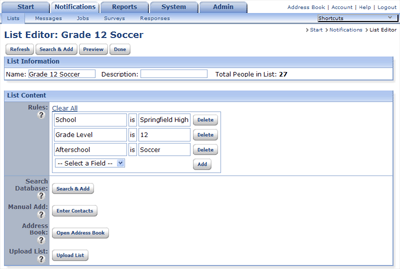 Start Notifications Reports System Admin
Address Book | Account | Help | Logout
Lists Messages Jobs Surveys Responses
Shortcuts
List Editor: Grade 12 Soccer
> Start > Notifications > List Editor
Refresh Search & Add Preview Done
List Information
Name: Grade 12 Soccer Description: Total People in List: 27
List Content
Rules: Clear All
?
School is Springfield High Delete
Grade Level is 12 Delete
Afterschool is Soccer Delete
-- Select a Field -- Add
Search
Database: Search & Add
?
Manual Add: Enter Contacts
?
Address
Book: Open Address Book
?
Upload List: Upload List
?